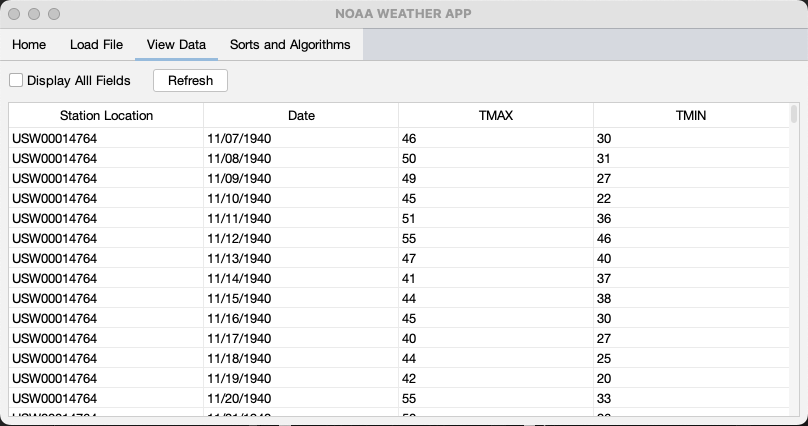 NOAA WEATHER APP
Home Load File View Data Sorts and Algorithms
Display Alll Fields Refresh
Station Location Date TMAX TMIN
USW00014764 11/07/1940 46 30
USW00014764 11/08/1940 50 31
USW00014764 11/09/1940 49 27
USW00014764 11/10/1940 45 22
USW00014764 11/11/1940 51 36
USW00014764 11/12/1940 55 46
USW00014764 11/13/1940 47 40
USW00014764 11/14/1940 41 37
USW00014764 11/15/1940 44 38
USW00014764 11/16/1940 45 30
USW00014764 11/17/1940 40 27
USW00014764 11/18/1940 44 25
USW00014764 11/19/1940 42 20
USW00014764 11/20/1940 55 33
USW00014764 11/21/1940